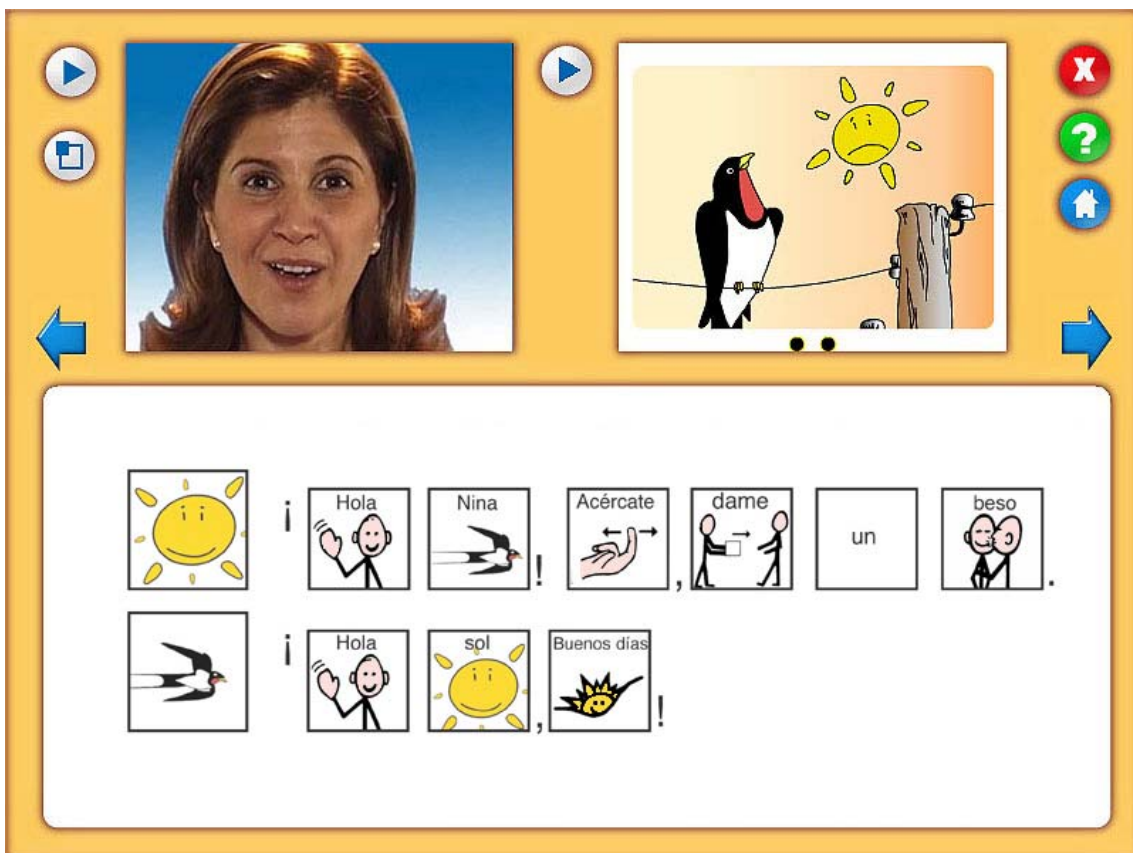 ¡ Hola Nina ! Acércate , dame un beso .
¡ Hola sol , Buenos días !